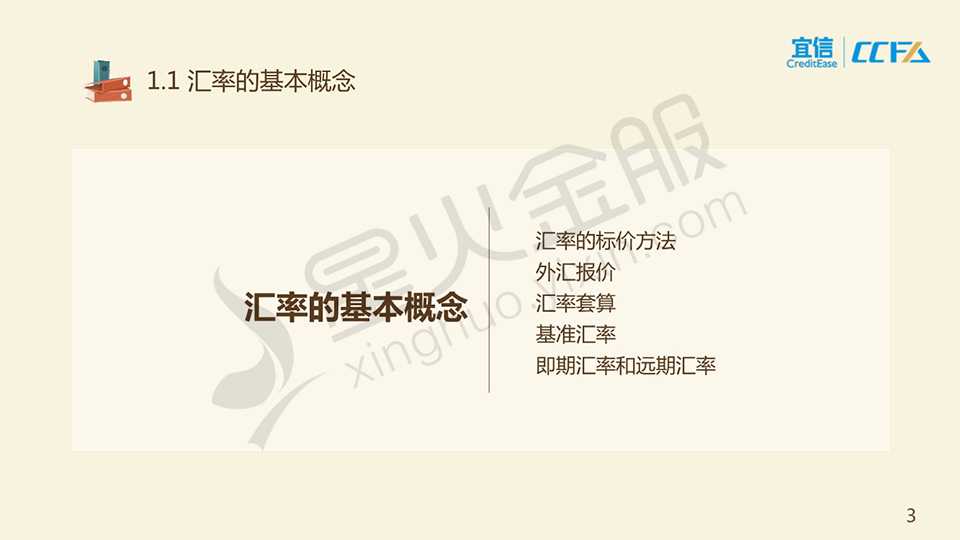 宜信
CreditEase
CCFA
1.1 汇率的基本概念
星火金服
xinghuo.yixin.com
汇率的基本概念
汇率的标价方法
外汇报价
汇率套算
基准汇率
即期汇率和远期汇率
3